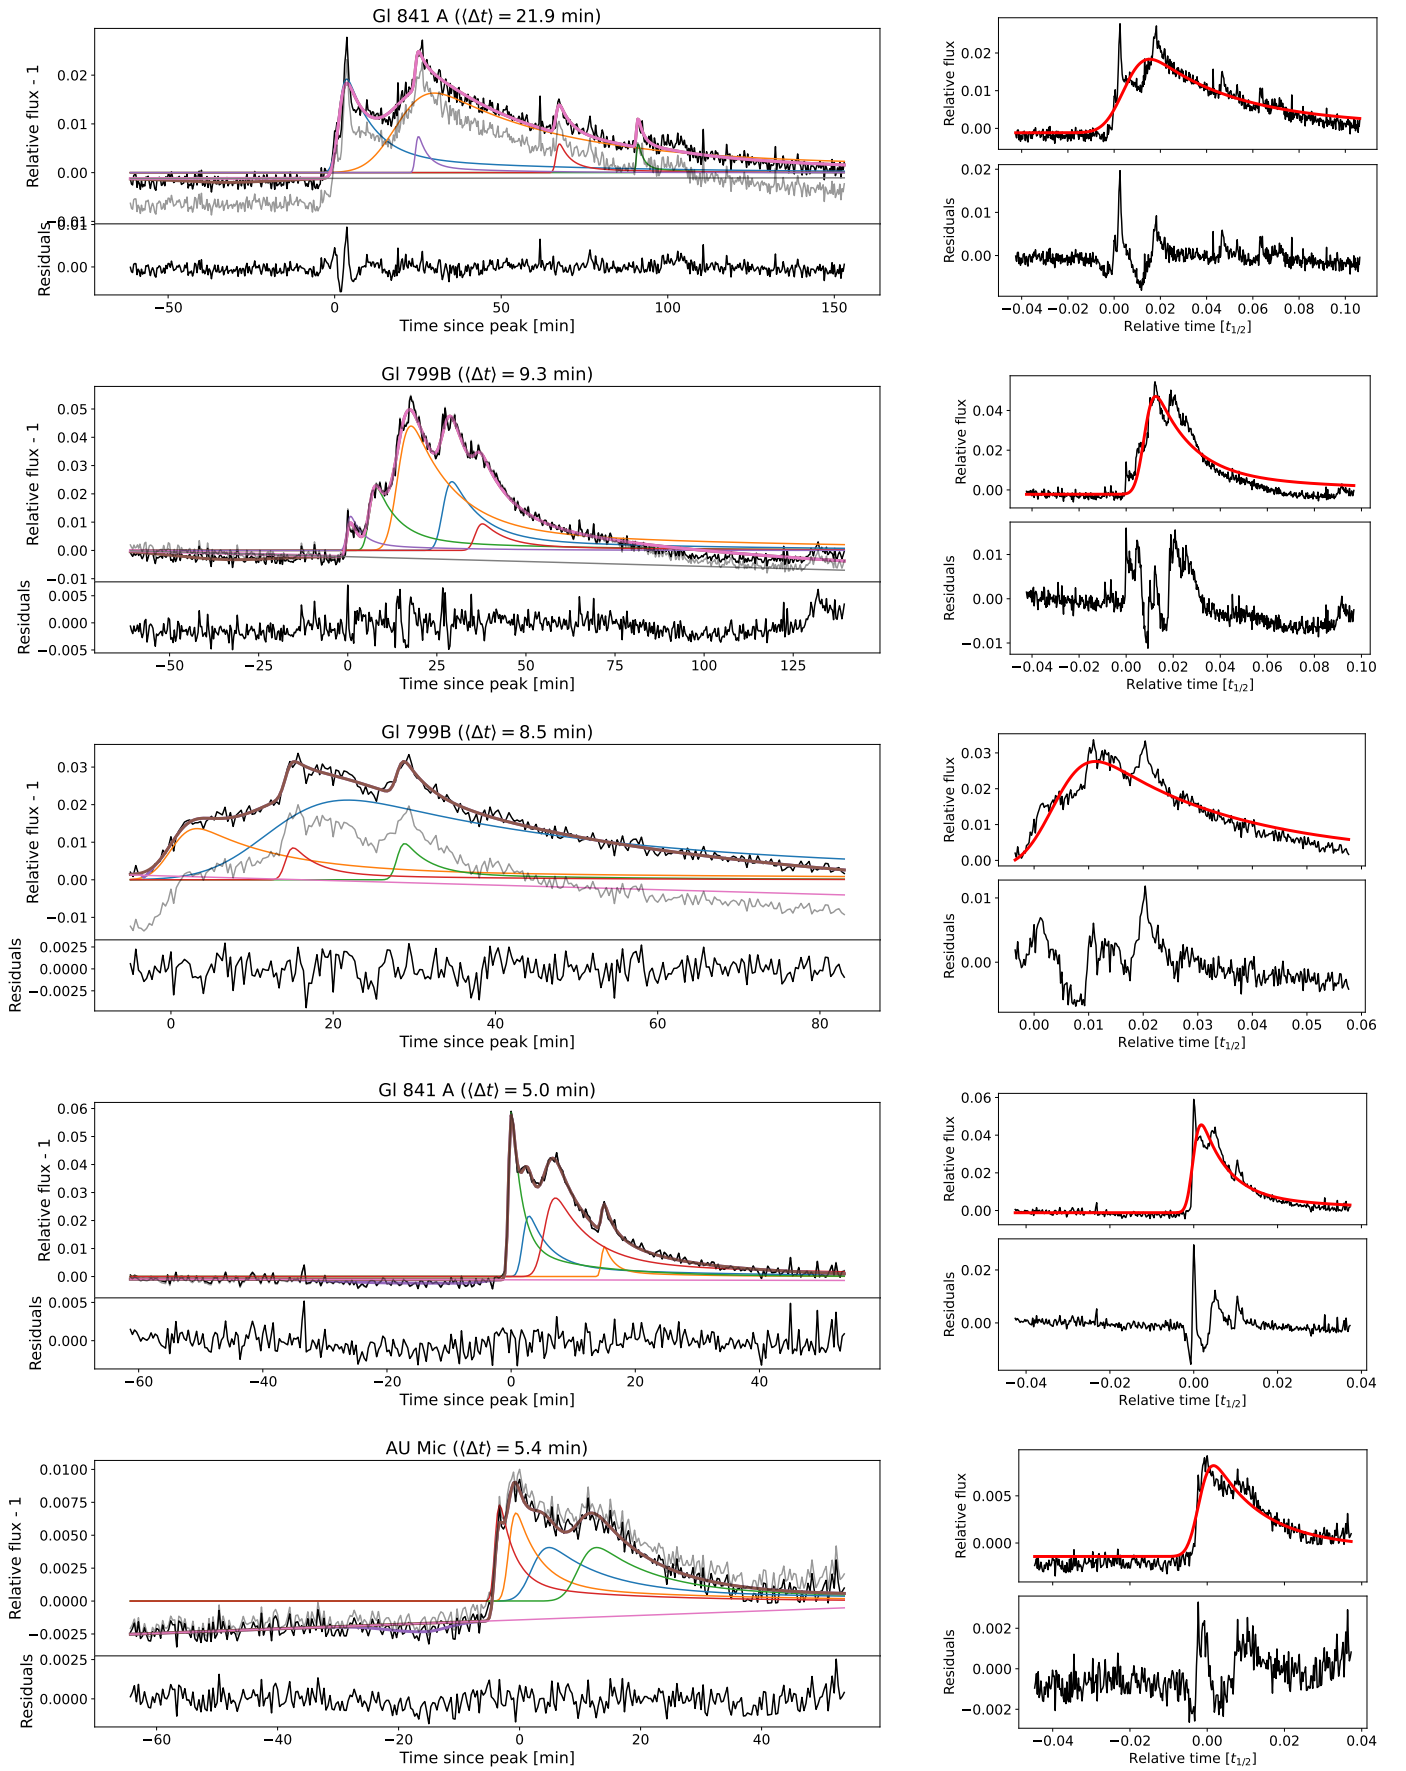 Gl 841 A (⟨Δt⟩ = 21.9 min)
Relative flux - 1
0.02
0.01
0.00
−0.01
Residuals
0.01
0.00
−50 0 50 100 150
Time since peak [min]
Relative flux
0.02
0.01
0.00
Residuals
0.02
0.01
0.00
−0.04 −0.02 0.00 0.02 0.04 0.06 0.08 0.10
Relative time [t1/2]
Gl 799B (⟨Δt⟩ = 9.3 min)
Relative flux - 1
0.05
0.04
0.03
0.02
0.01
0.00
−0.01
Residuals
0.005
0.000
−0.005
−50 −25 0 25 50 75 100 125
Time since peak [min]
Relative flux
0.04
0.02
0.00
Residuals
0.01
0.00
−0.01
−0.04 −0.02 0.00 0.02 0.04 0.06 0.08 0.10
Relative time [t1/2]
Gl 799B (⟨Δt⟩ = 8.5 min)
Relative flux - 1
0.03
0.02
0.01
0.00
−0.01
Residuals
0.0025
0.0000
−0.0025
0 20 40 60 80
Time since peak [min]
Relative flux
0.03
0.02
0.01
0.00
Residuals
0.01
0.00
0.00 0.01 0.02 0.03 0.04 0.05 0.06
Relative time [t1/2]
Gl 841 A (⟨Δt⟩ = 5.0 min)
Relative flux - 1
0.06
0.05
0.04
0.03
0.02
0.01
0.00
Residuals
0.005
0.000
−60 −40 −20 0 20 40
Time since peak [min]
Relative flux
0.06
0.04
0.02
0.00
Residuals
0.02
0.00
−0.04 −0.02 0.00 0.02 0.04
Relative time [t1/2]
AU Mic (⟨Δt⟩ = 5.4 min)
Relative flux - 1
0.0100
0.0075
0.0050
0.0025
0.0000
−0.0025
Residuals
0.0025
0.0000
−60 −40 −20 0 20 40
Time since peak [min]
Relative flux
0.005
0.000
Residuals
0.002
0.000
−0.002
−0.04 −0.02 0.00 0.02 0.04
Relative time [t1/2]